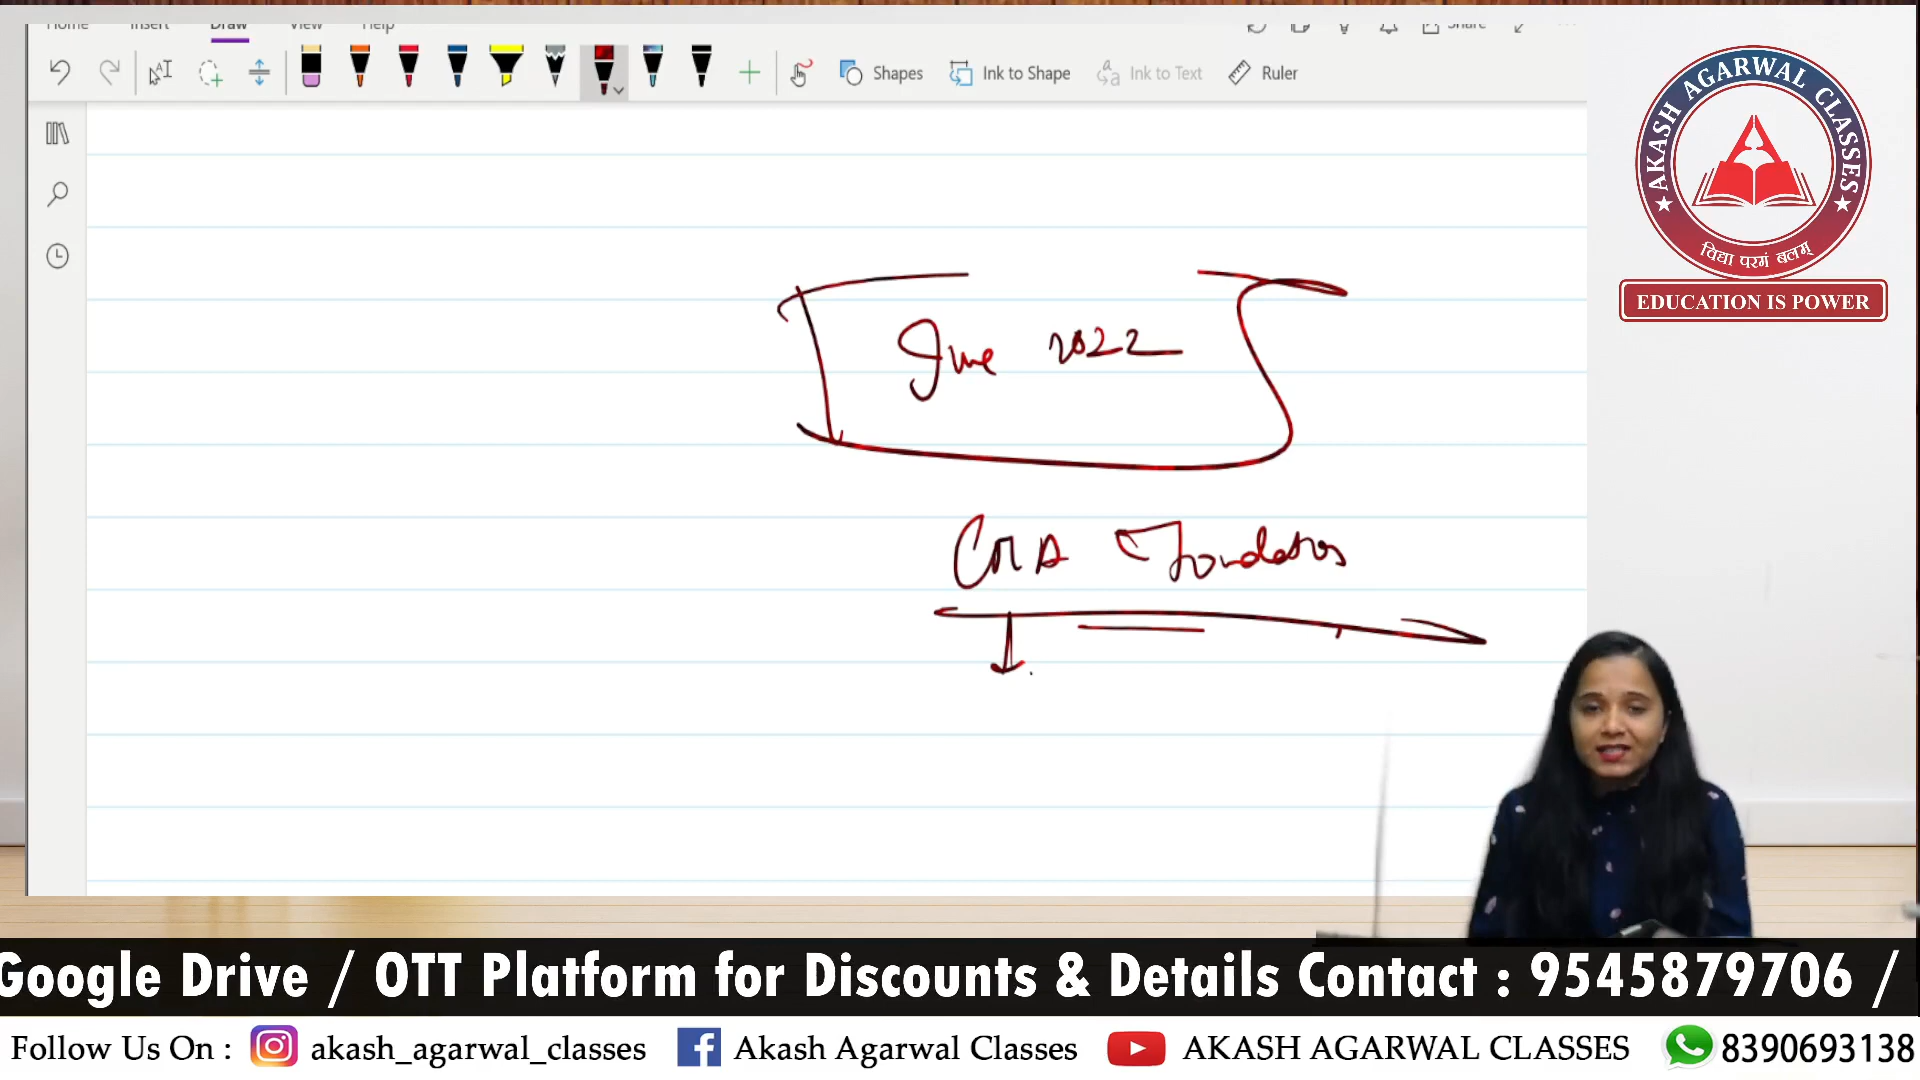 Home Insert Draw View Help Share
Shapes Ink to Shape Ink to Text Ruler
AKASH AGARWAL CLASSES
विद्या परमं बलम्
EDUCATION IS POWER
June 2022
CMA Foundation
Google Drive / OTT Platform for Discounts & Details Contact : 9545879706 /
Follow Us On : akash_agarwal_classes Akash Agarwal Classes AKASH AGARWAL CLASSES 8390693138